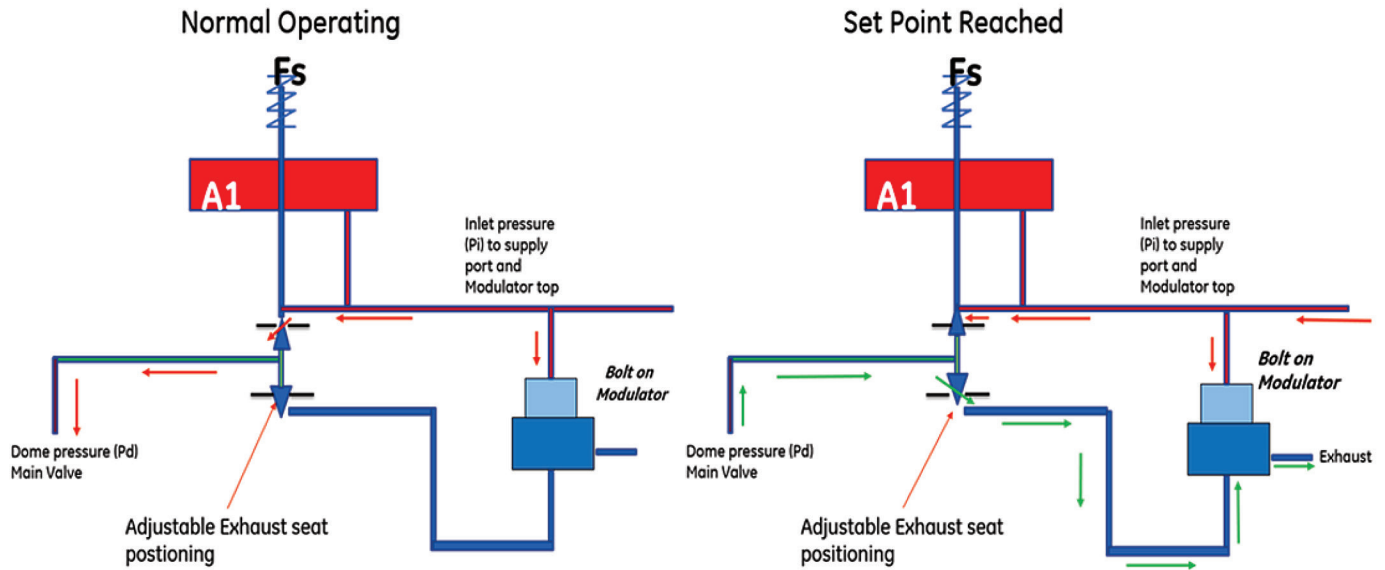 Normal Operating
Fs
A1
Inlet pressure
(Pi) to supply
port and
Modulator top
Bolt on
Modulator
Dome pressure (Pd)
Main Valve
Adjustable Exhaust seat
postioning
Set Point Reached
Fs
A1
Inlet pressure
(Pi) to supply
port and
Modulator top
Bolt on
Modulator
Dome pressure (Pd)
Main Valve
Exhaust
Adjustable Exhaust seat
positioning